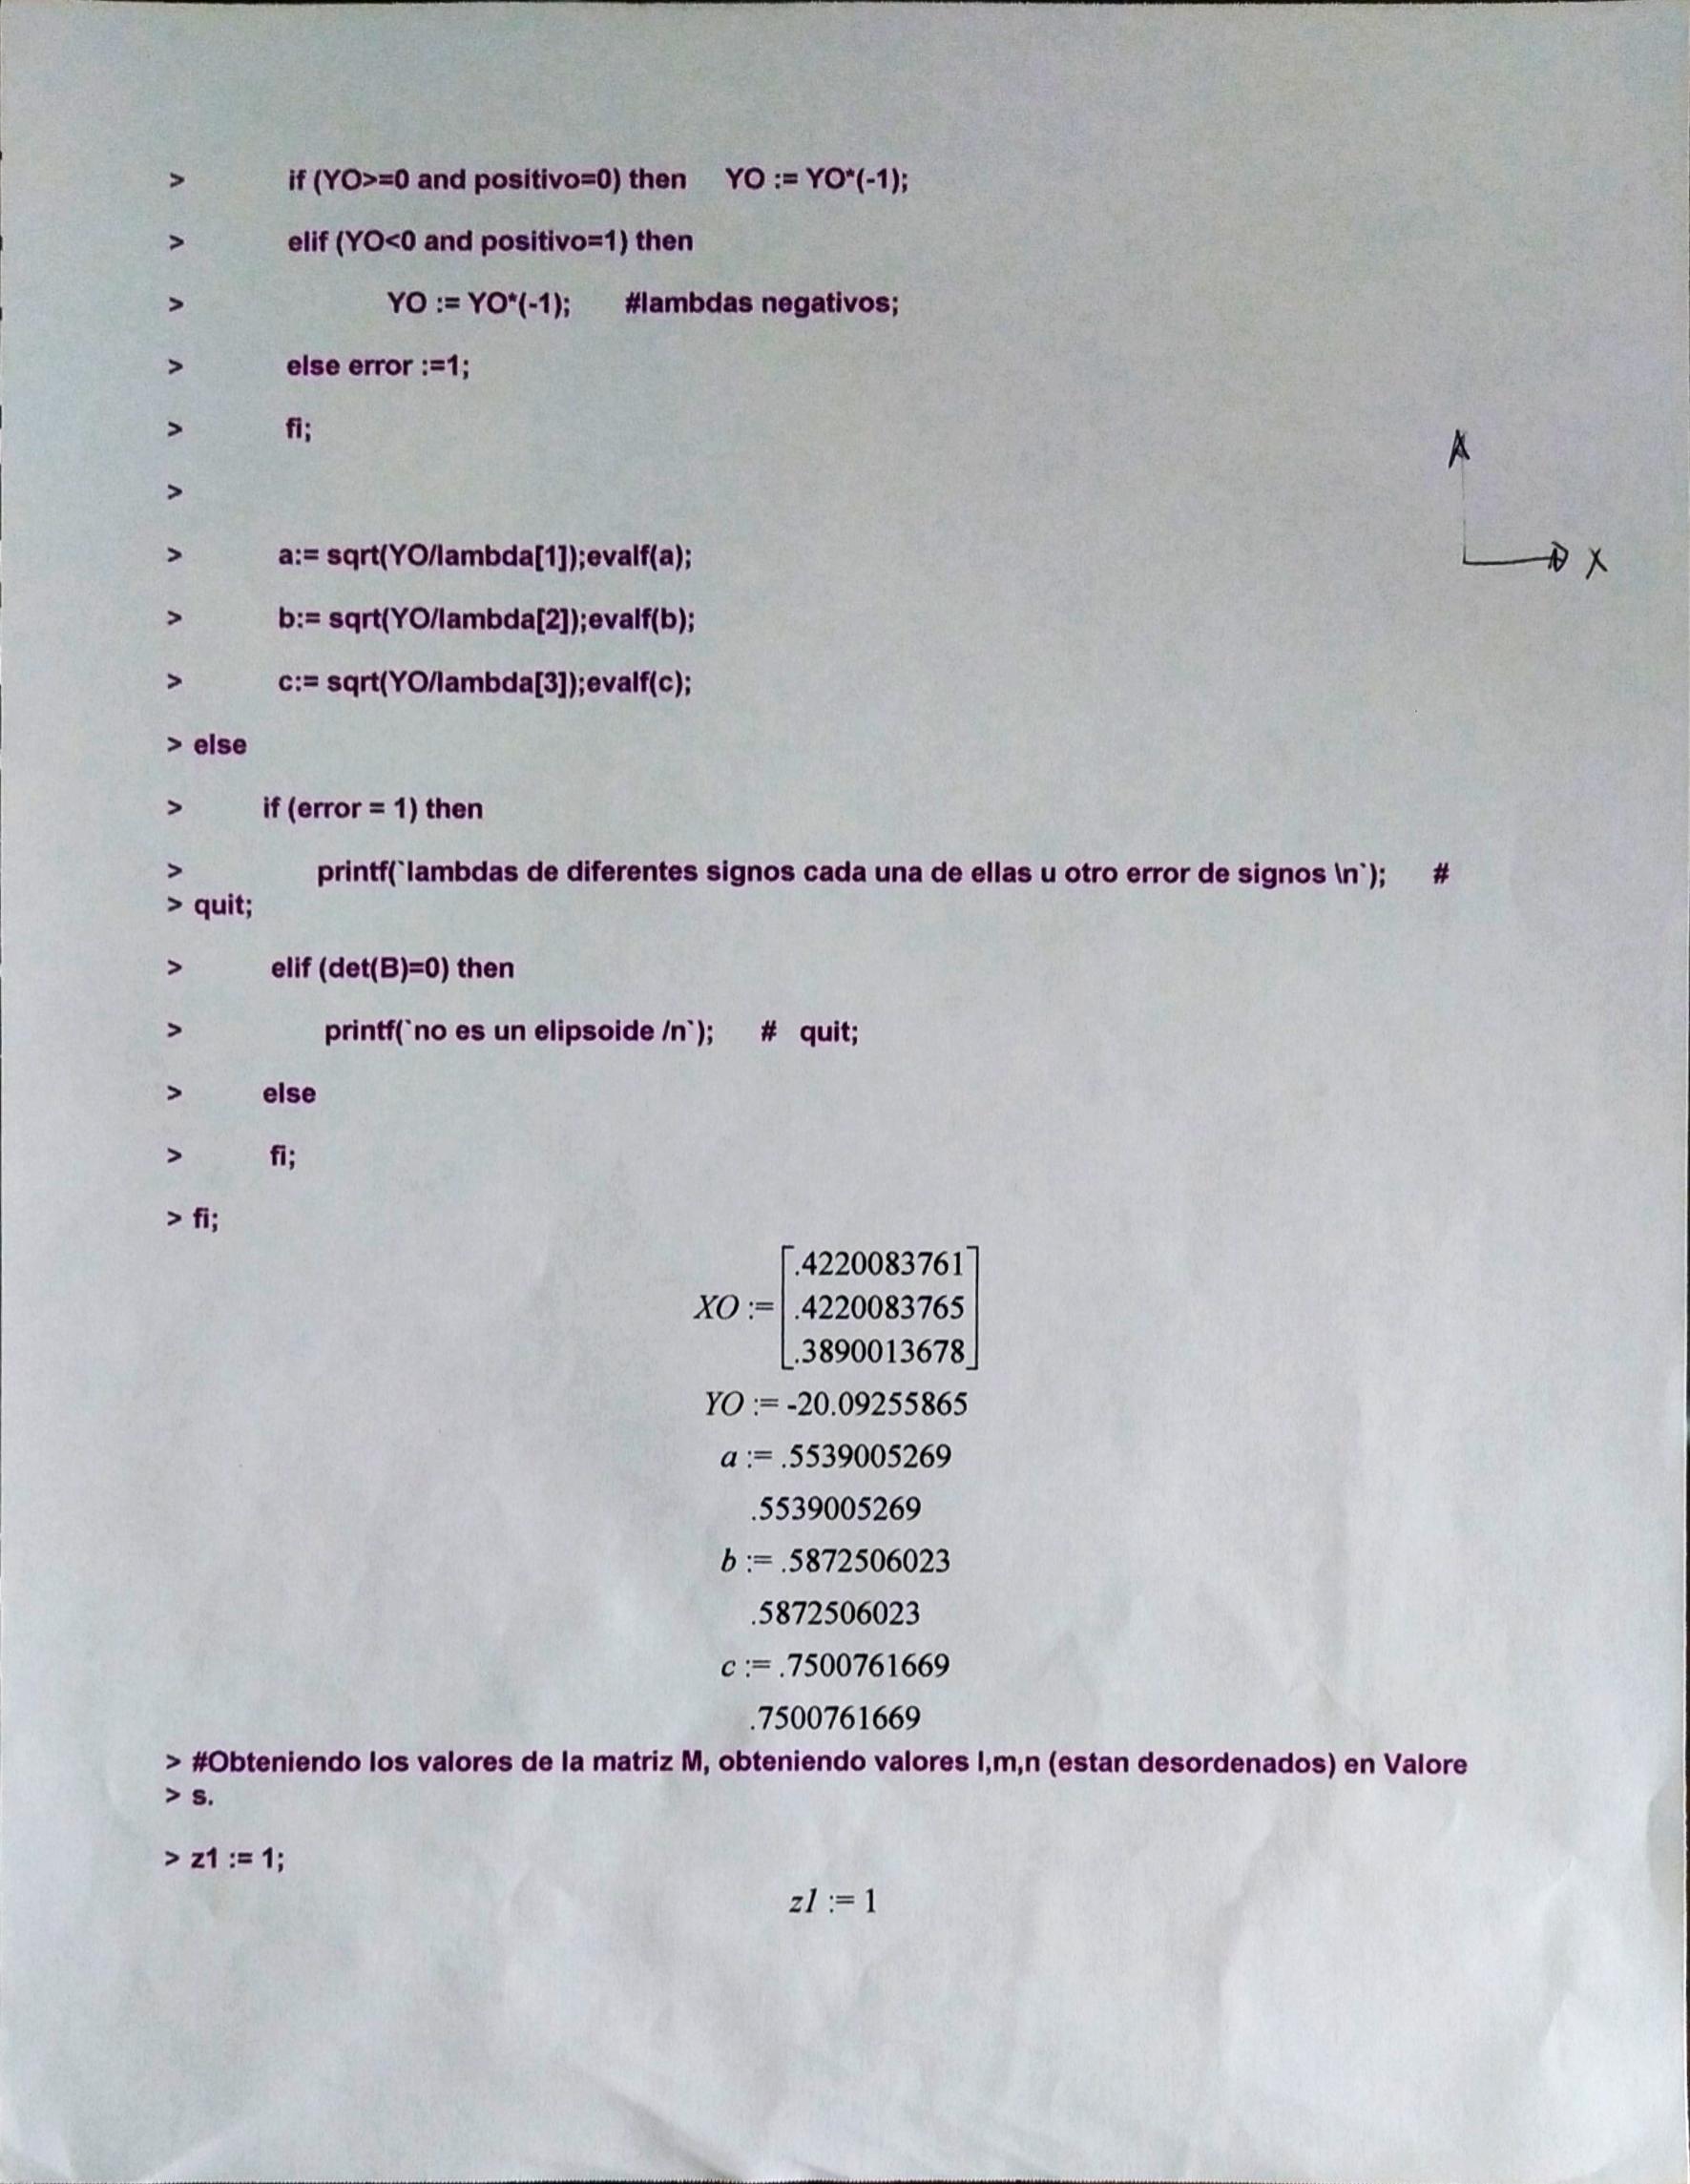 > if (YO>=0 and positivo=0) then YO := YO*(-1);
> elif (YO<0 and positivo=1) then
> YO := YO*(-1); #lambdas negativos;
> else error :=1;
> fi;
>
> a:= sqrt(YO/lambda[1]);evalf(a);
> b:= sqrt(YO/lambda[2]);evalf(b);
> c:= sqrt(YO/lambda[3]);evalf(c);
> else
> if (error = 1) then
> printf(`lambdas de diferentes signos cada una de ellas u otro error de signos \n`); #
> quit;
> elif (det(B)=0) then
> printf(`no es un elipsoide /n`); # quit;
> else
> fi;
> fi;
XO := [.4220083761
.4220083765
.3890013678]
YO := -20.09255865
a := .5539005269
.5539005269
b := .5872506023
.5872506023
c := .7500761669
.7500761669
> #Obteniendo los valores de la matriz M, obteniendo valores l,m,n (estan desordenados) en Valore
> s.
> z1 := 1;
z1 := 1
X